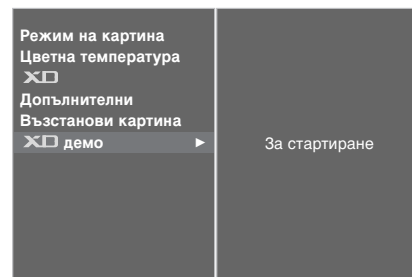 Режим на картина
Цветна температура
XD
Допълнителни
Възстанови картина
XD демо ►
За стартиране